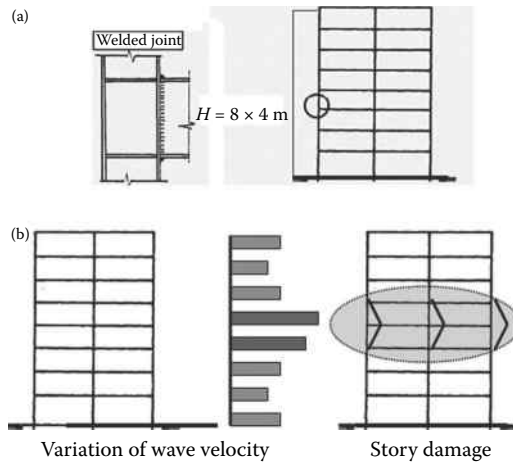 (a)
Welded joint
H = 8 × 4 m
(b)
Variation of wave velocity
Story damage